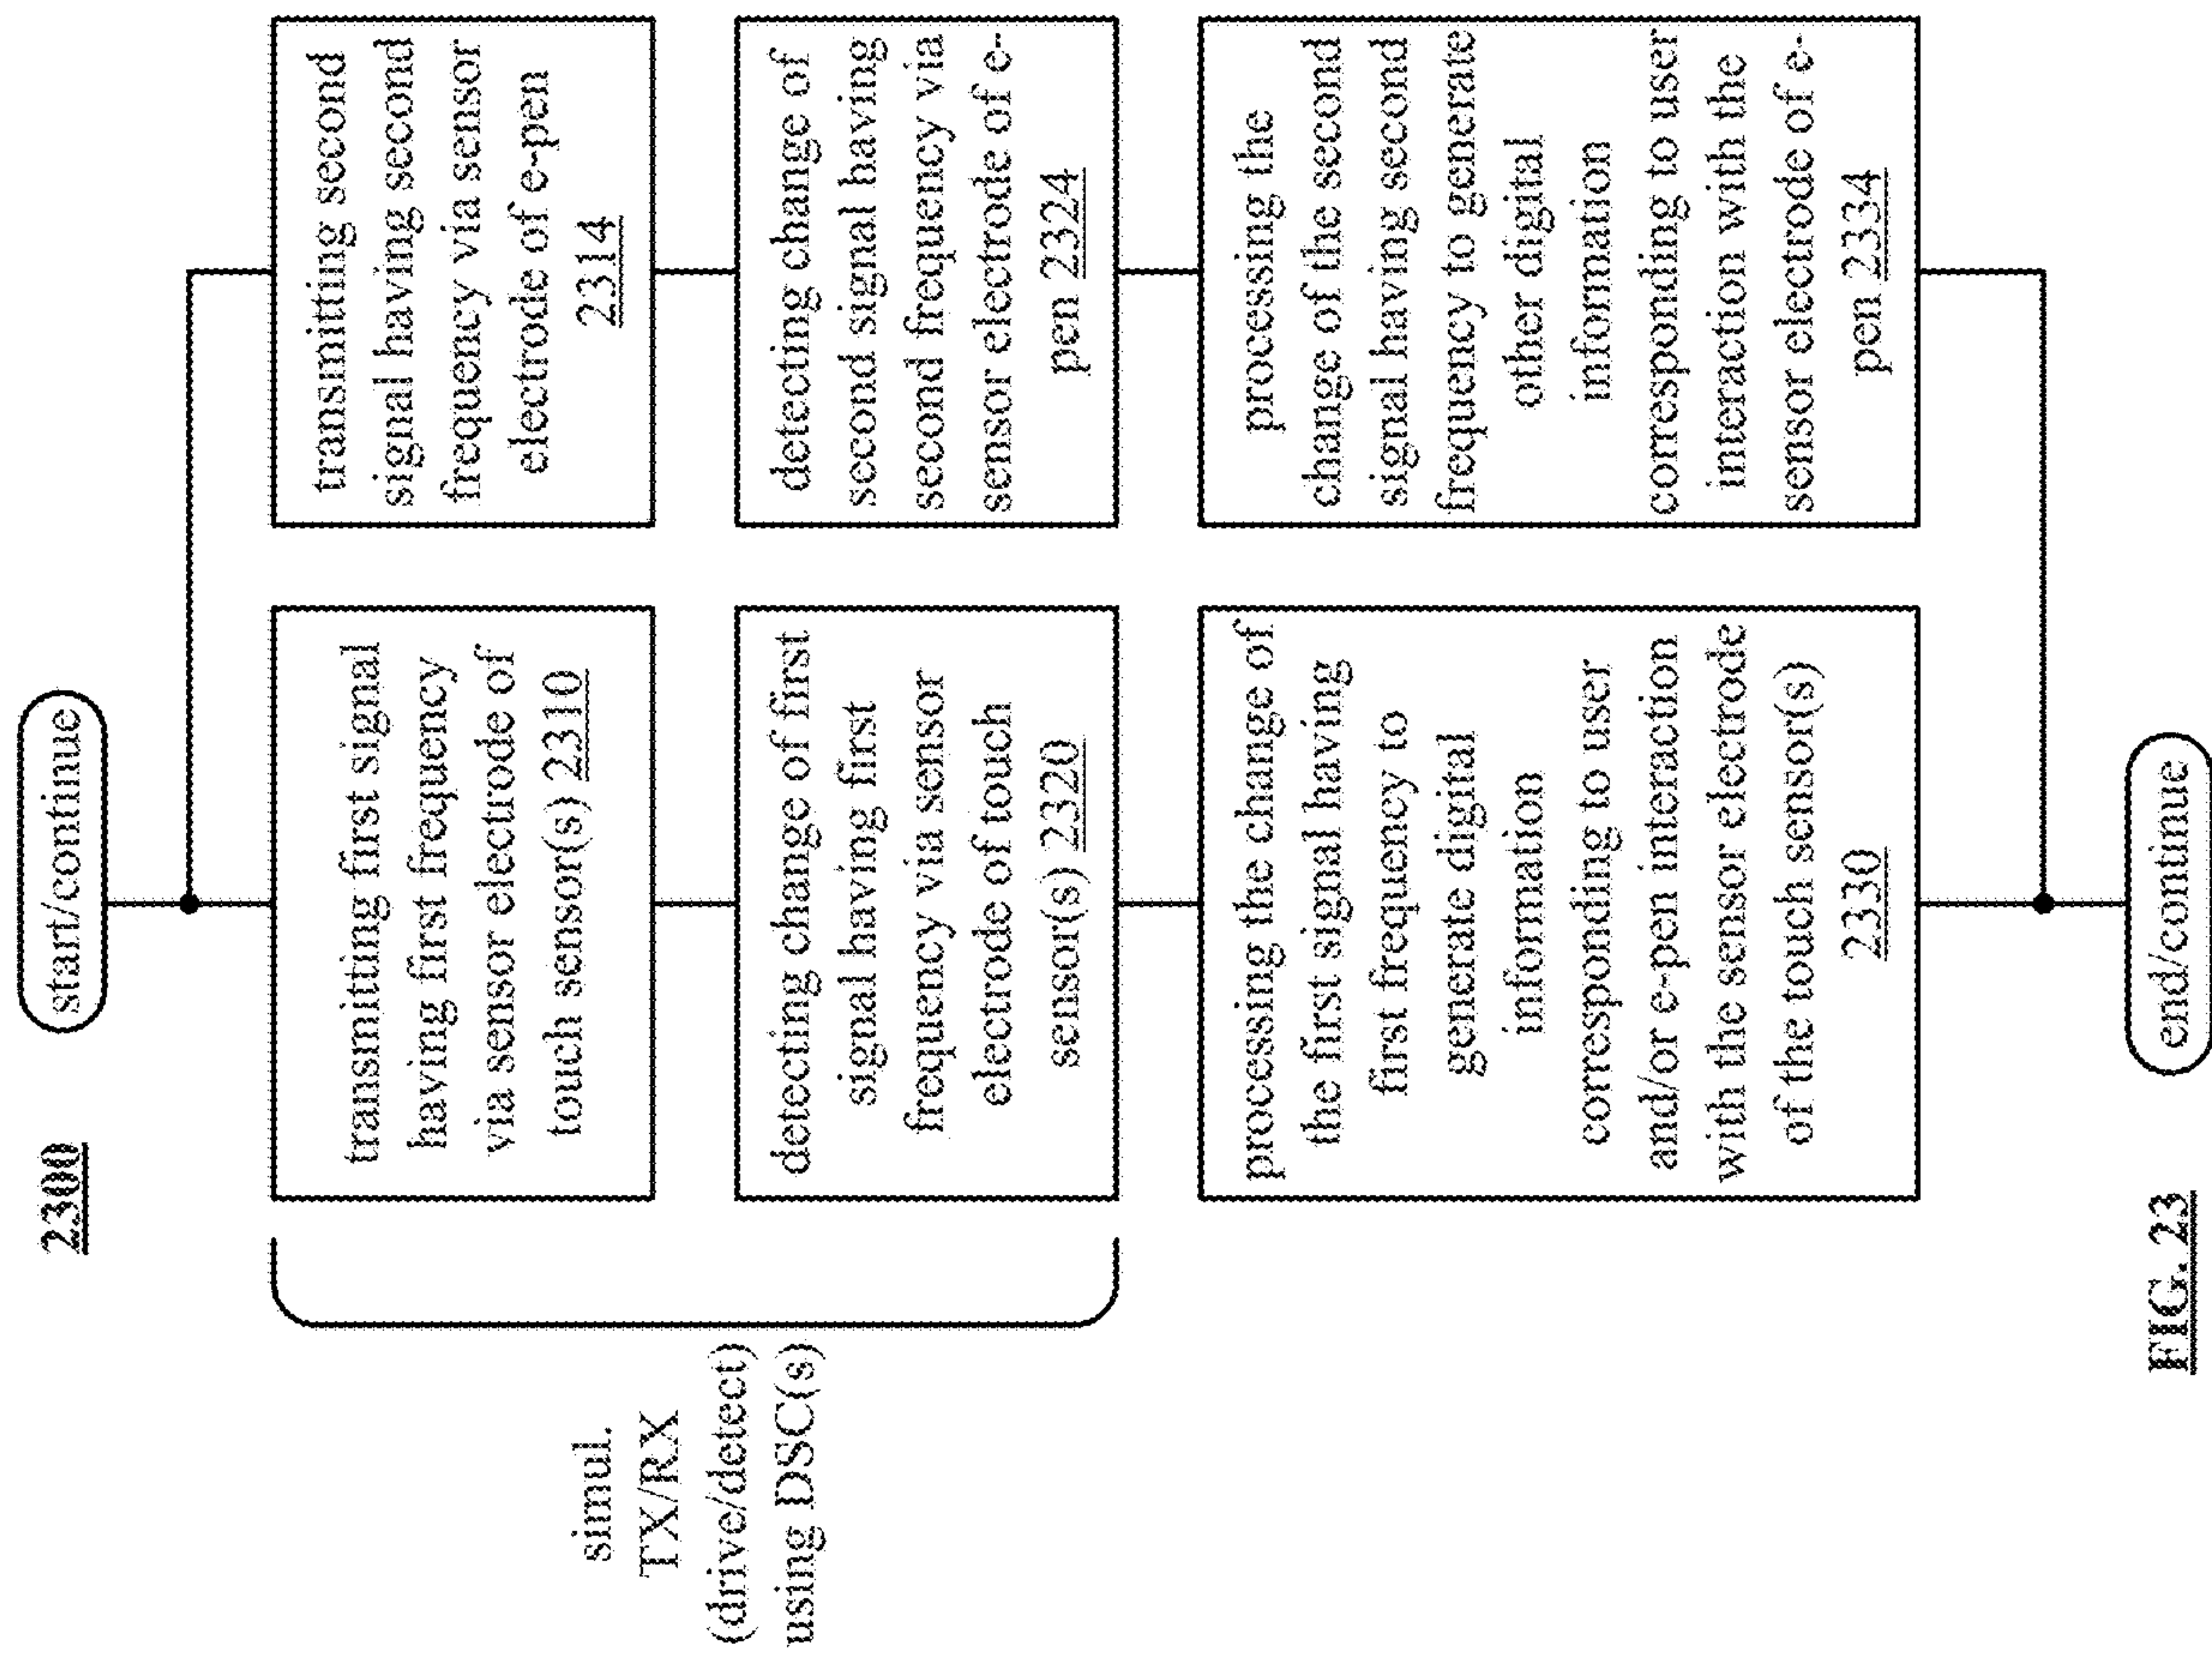 2300
start/continue
simul.
TX/RX
(drive/detect)
using DSC(s)
transmitting first signal
having first frequency
via sensor electrode of
touch sensor(s) 2310
detecting change of first
signal having first
frequency via sensor
electrode of touch
sensor(s) 2320
processing the change of
the first signal having
first frequency to
generate digital
information
corresponding to user
and/or e-pen interaction
with the sensor electrode
of the touch sensor(s)
2330
transmitting second
signal having second
frequency via sensor
electrode of e-pen
2314
detecting change of
second signal having
second frequency via
sensor electrode of e-
pen 2324
processing the
change of the second
signal having second
frequency to generate
other digital
information
corresponding to user
interaction with the
sensor electrode of e-
pen 2334
end/continue
FIG. 23